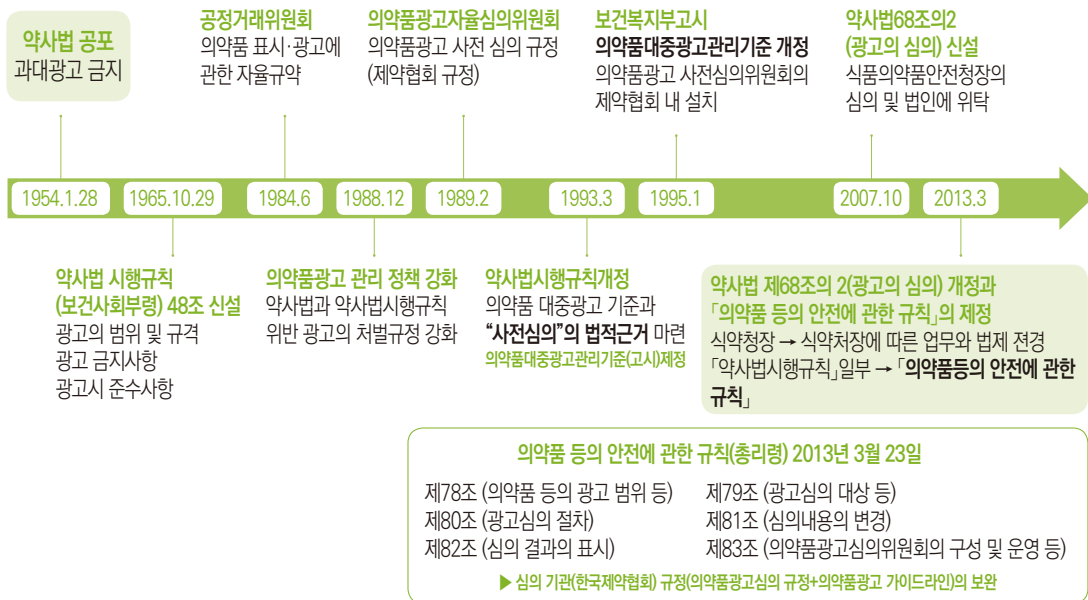 약사법 공포
과대광고 금지
공정거래위원회
의약품 표시·광고에
관한 자율규약
의약품광고자율심의위원회
의약품광고 사전 심의 규정
(제약협회 규정)
보건복지부고시
의약품대중광고관리기준 개정
의약품광고 사전심의위원회의
제약협회 내 설치
약사법68조의2
(광고의 심의) 신설
식품의약품안전청장의
심의 및 법인에 위탁
1954.1.28
1965.10.29
1984.6
1988.12
1989.2
1993.3
1995.1
2007.10
2013.3
약사법 시행규칙
(보건사회부령) 48조 신설
광고의 범위 및 규격
광고 금지사항
광고시 준수사항
의약품광고 관리 정책 강화
약사법과 약사법시행규칙
위반 광고의 처벌규정 강화
약사법시행규칙개정
의약품 대중광고 기준과
“사전심의”의 법적근거 마련
의약품대중광고관리기준(고시)제정
약사법 제68조의 2(광고의 심의) 개정과
「의약품 등의 안전에 관한 규칙」의 제정
식약청장 → 식약처장에 따른 업무와 법제 젼경
「약사법시행규칙」일부 → 「의약품등의 안전에 관한
규칙」
의약품 등의 안전에 관한 규칙(총리령) 2013년 3월 23일
제78조 (의약품 등의 광고 범위 등)
제79조 (광고심의 대상 등)
제80조 (광고심의 절차)
제81조 (심의내용의 변경)
제82조 (심의 결과의 표시)
제83조 (의약품광고심의위원회의 구성 및 운영 등)
▶ 심의 기관(한국제약협회) 규정(의약품광고심의 규정+의약품광고 가이드라인)의 보완